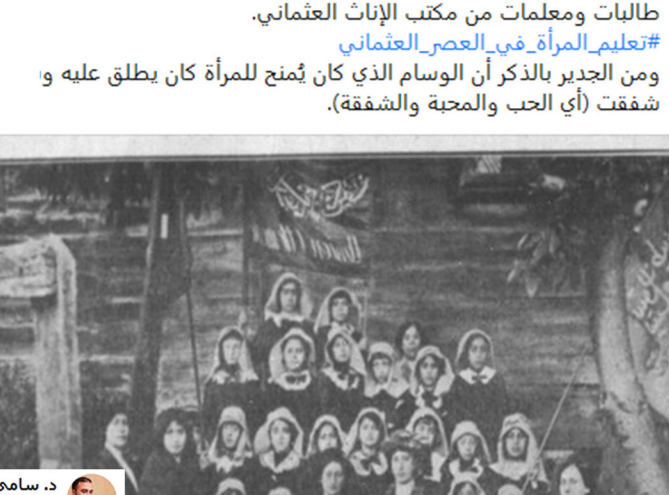 طالبات ومعلمات من مكتب الإناث العثماني.
#تعليم_المرأة_في_العصر_العثماني
ومن الجدير بالذكر أن الوسام الذي كان يُمنح للمرأة كان يطلق عليه
شفقت (أي الحب والمحبة والشفقة).
د. سامي